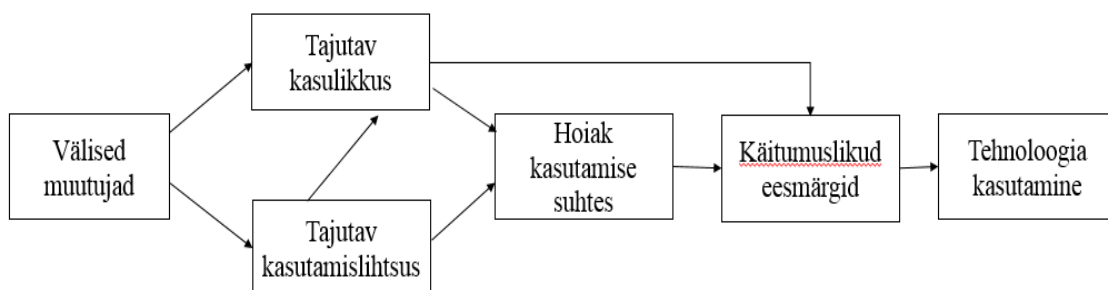 Tajutav
kasulikkus
Välised
muutujad
Tajutav
kasutamislihtsus
Hoiak
kasutamise
suhtes
Käitumuslikud
eesmärgid
Tehnoloogia
kasutamine